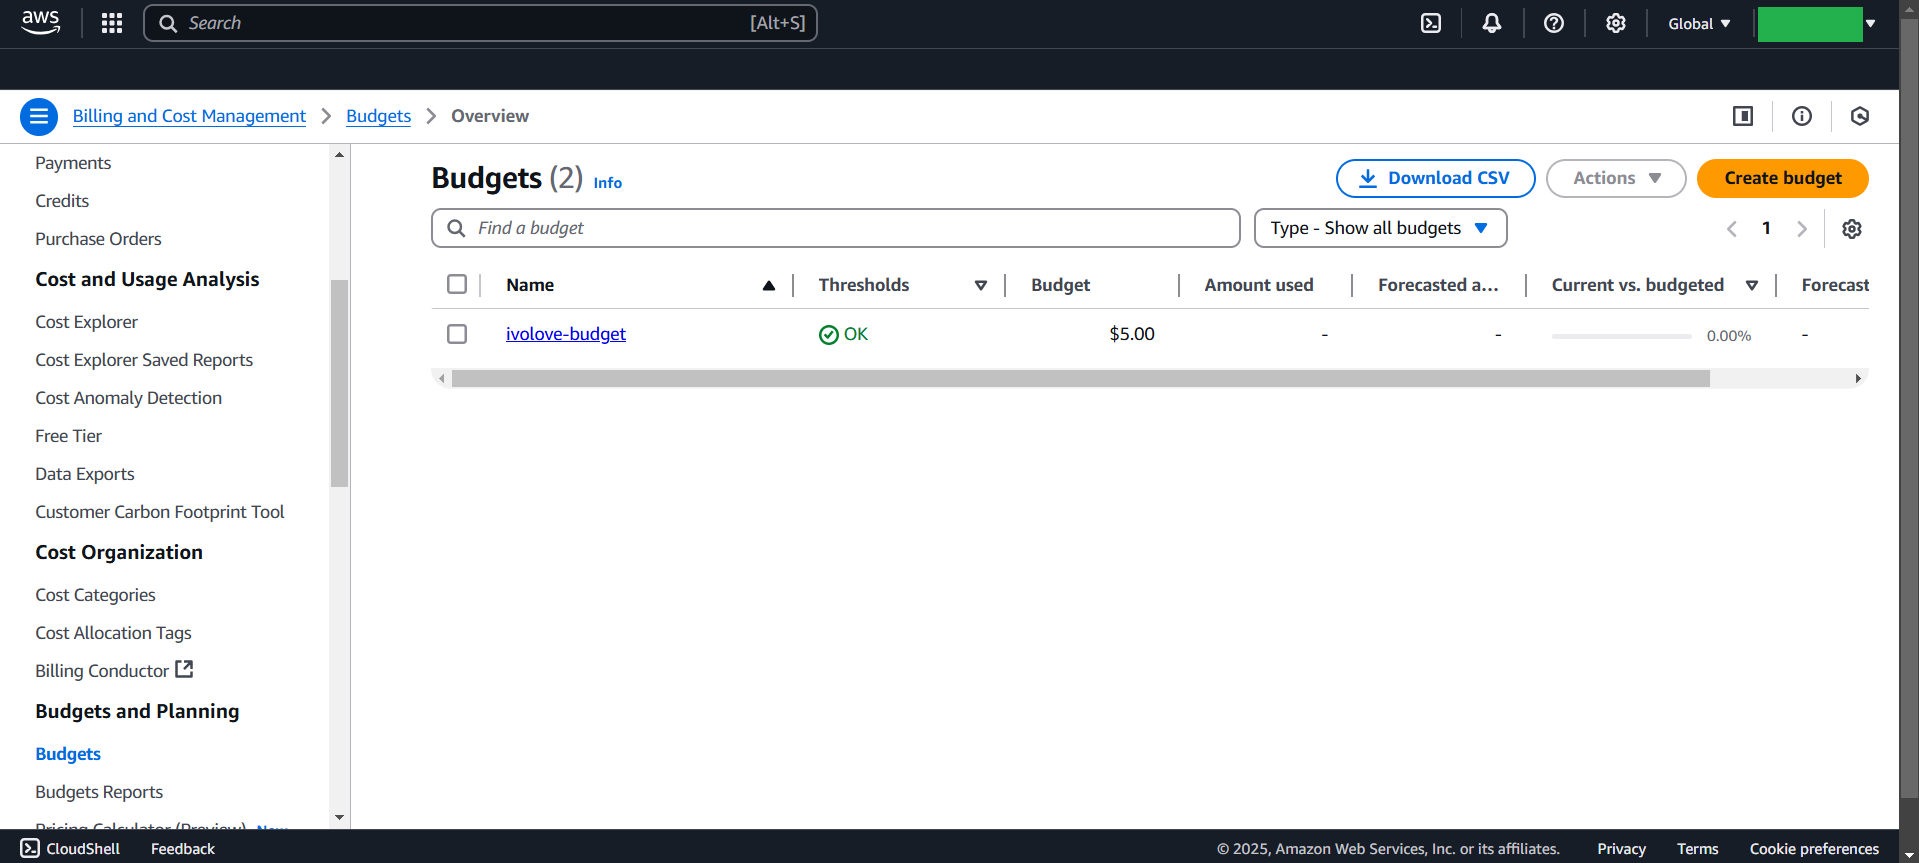 aws
Search [Alt+S]
Global
Billing and Cost Management
Budgets
Overview
Payments
Credits
Purchase Orders
Cost and Usage Analysis
Cost Explorer
Cost Explorer Saved Reports
Cost Anomaly Detection
Free Tier
Data Exports
Customer Carbon Footprint Tool
Cost Organization
Cost Categories
Cost Allocation Tags
Billing Conductor
Budgets and Planning
Budgets
Budgets Reports
Pricing Calculator (Preview) New
Budgets (2) Info
Download CSV
Actions
Create budget
Find a budget
Type - Show all budgets
1
Name Thresholds Budget Amount used Forecasted a... Current vs. budgeted Forecast
ivolove-budget OK $5.00 - - 0.00% -
CloudShell Feedback © 2025, Amazon Web Services, Inc. or its affiliates. Privacy Terms Cookie preferences